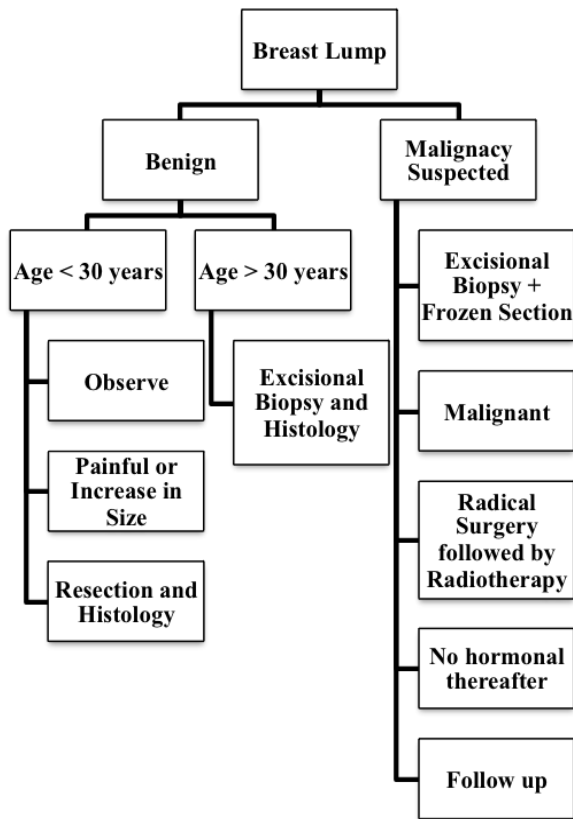 Breast Lump
Benign
Malignacy
Suspected
Age < 30 years
Age > 30 years
Observe
Painful or
Increase in
Size
Resection and
Histology
Excisional
Biopsy and
Histology
Excisional
Biopsy +
Frozen Section
Malignant
Radical
Surgery
followed by
Radiotherapy
No hormonal
thereafter
Follow up